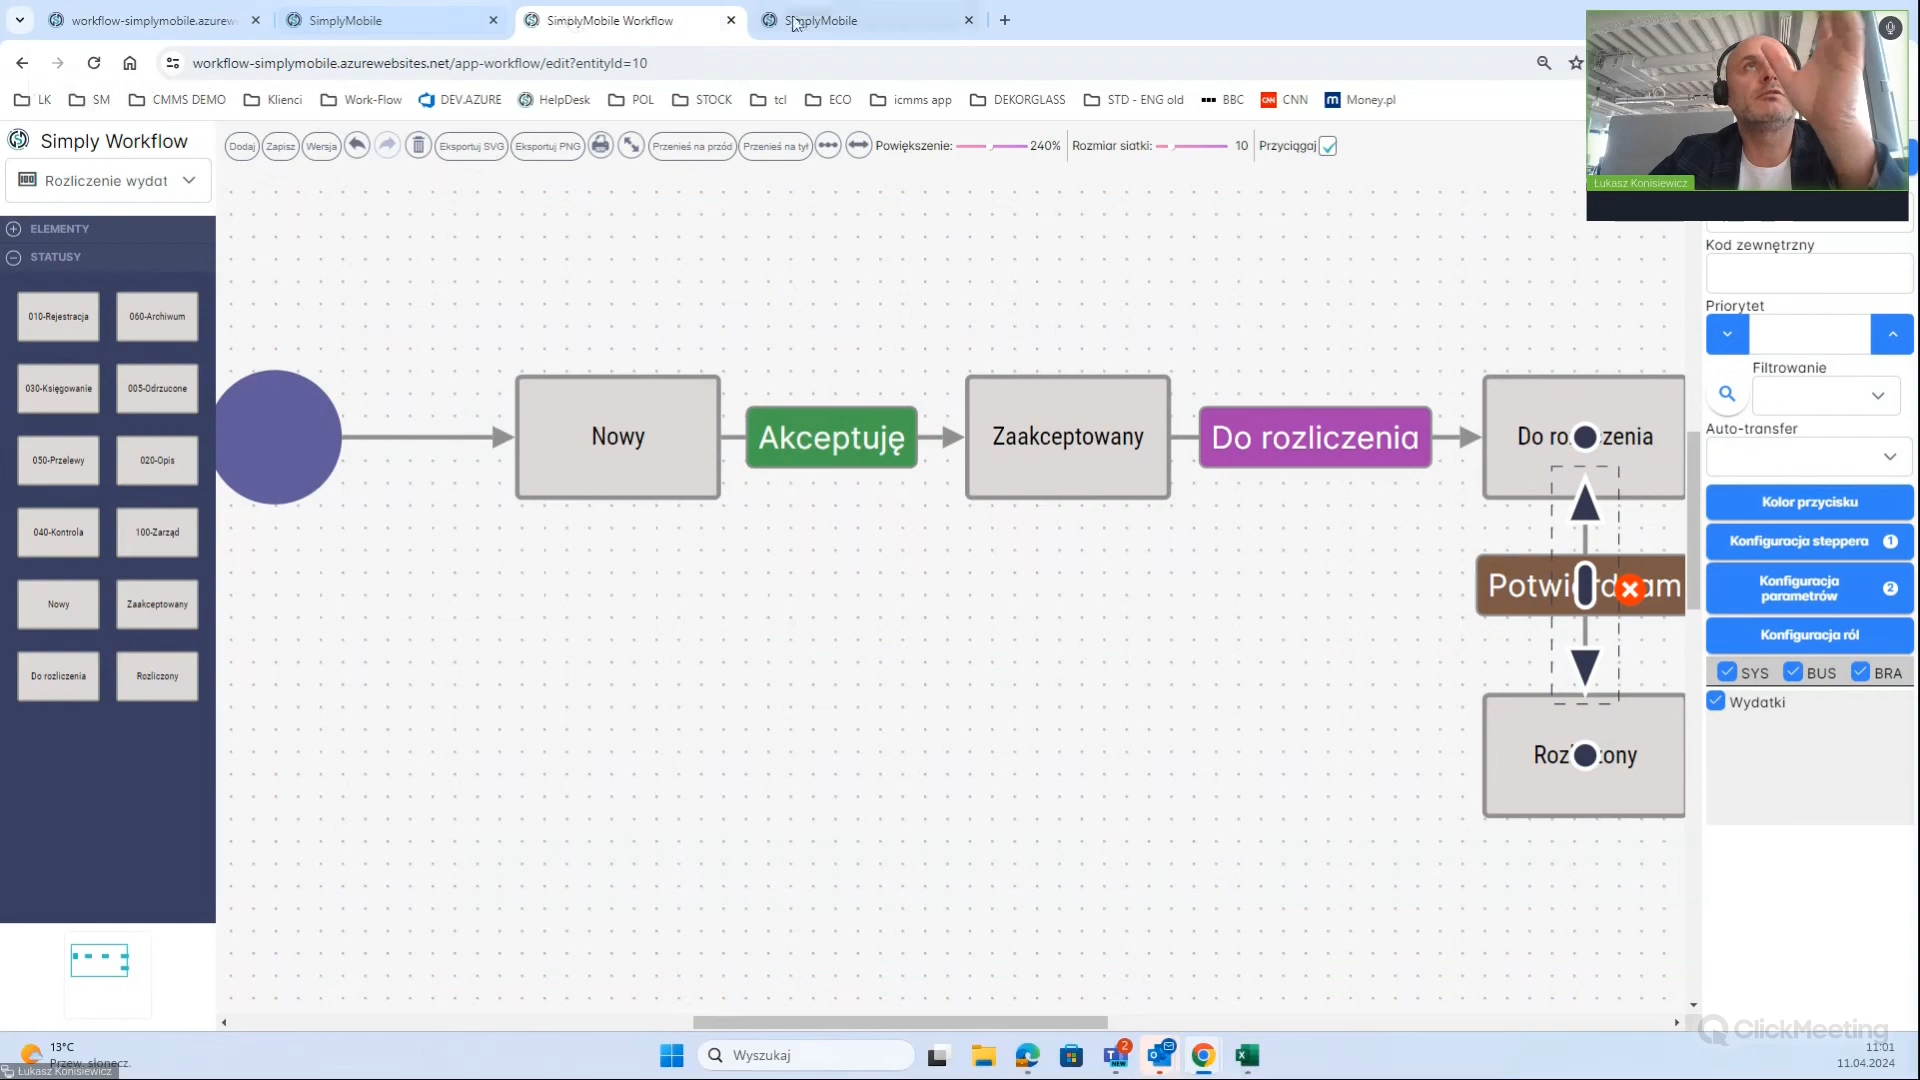 workflow-simplymobile.azurew
SimplyMobile
SimplyMobile Workflow
SimplyMobile
workflow-simplymobile.azurewebsites.net/app-workflow/edit?entityId=10
LK
SM
CMMS DEMO
Klienci
Work-Flow
DEV.AZURE
HelpDesk
POL
STOCK
tcl
ECO
icmms app
DEKORGLASS
STD - ENG old
BBC
CNN
Money.pl
Simply Workflow
Rozliczenie wydat
Dodaj
Zapisz
Wersja
Eksportuj SVG
Eksportuj PNG
Przenieś na przód
Przenieś na tył
Powiększenie:
240%
Rozmiar siatki:
10
Przyciągaj
Łukasz Konisiewicz
ELEMENTY
STATUSY
010-Rejestracja
060-Archiwum
030-Księgowanie
005-Odrzucone
050-Przelewy
020-Opis
040-Kontrola
100-Zarząd
Nowy
Zaakceptowany
Do rozliczenia
Rozliczony
Nowy
Akceptuję
Zaakceptowany
Do rozliczenia
Kod zewnętrzny
Priorytet
Filtrowanie
Auto-transfer
Kolor przycisku
Konfiguracja steppera 1
Konfiguracja
parametrów 2
Konfiguracja ról
SYS
BUS
BRA
Wydatki
ClickMeeting
13°C
Przew. słonecz.
Łukasz Konisiewicz
Wyszukaj
2
NEW
11:01
11.04.2024